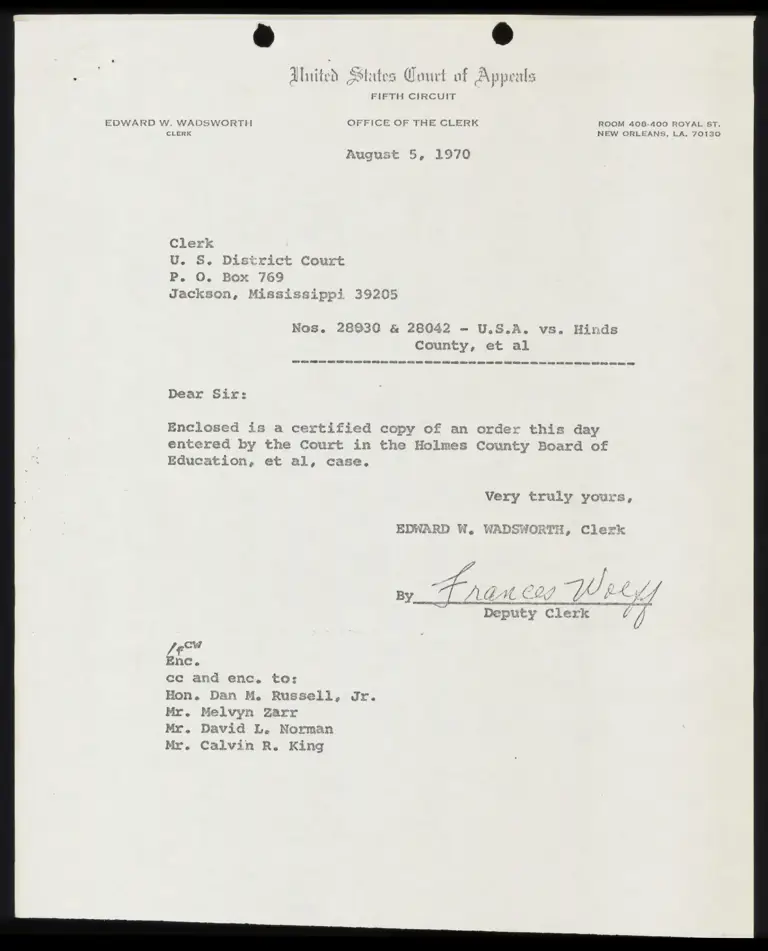 United States Court of Appeals
FIFTH CIRCUIT
EDWARD W. WADSWORTH
CLERK
OFFICE OF THE CLERK
ROOM 408-400 ROYAL ST.
NEW ORLEANS, LA. 70130
August 5, 1970
Clerk
U. S. District Court
P. O. Box 769
Jackson, Mississippi 39205
Nos. 28030 & 28042 - U.S.A. vs. Hinds
County, et al
----------------------------------------
Dear Sir:
Enclosed is a certified copy of an order this day
entered by the Court in the Holmes County Board of
Education, et al, case.
Very truly yours,
EDWARD W. WADSWORTH, Clerk
By Frances Wolff
Deputy Clerk
Enc.
cc and enc. to:
Hon. Dan M. Russell, Jr.
Mr. Melvyn Zarr
Mr. David L. Norman
Mr. Calvin R. King